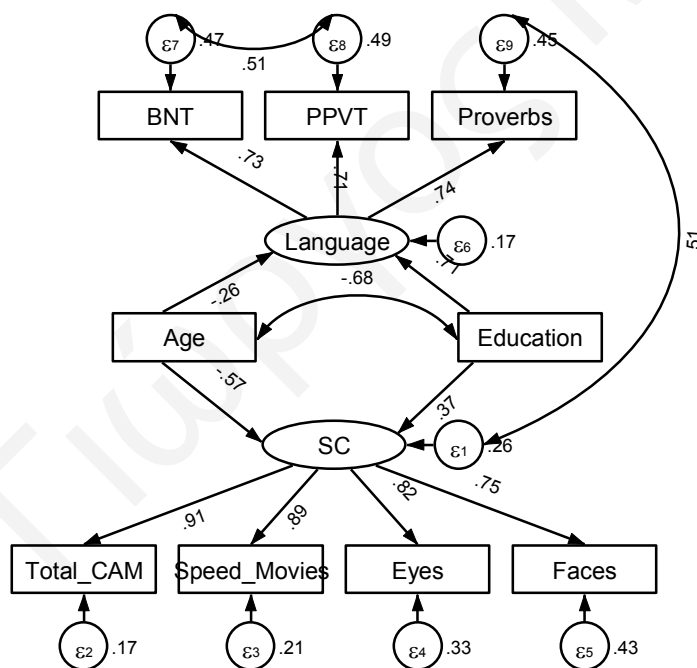 ε7 .47 .51 ε8 .49 ε9 .45
BNT PPVT Proverbs
.73 .71 .74
Language ε6 .17
.51
-.26 -.68 .71
Age Education
-.57 .37
SC ε1 .26
.91 .89 .82 .75
Total_CAM Speed_Movies Eyes Faces
ε2 .17 ε3 .21 ε4 .33 ε5 .43
Γιώργος